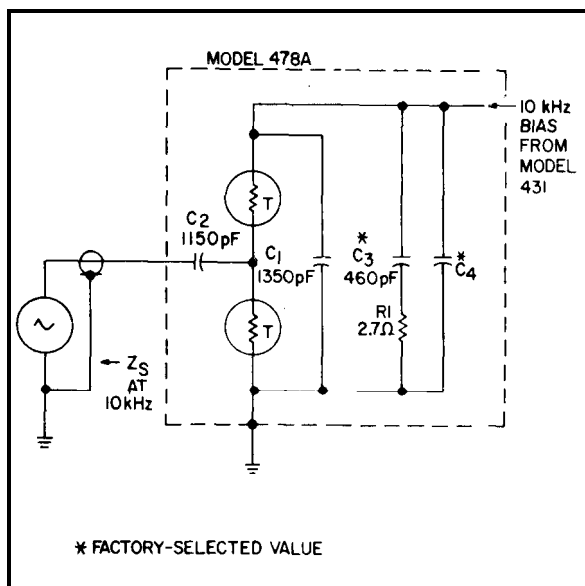 MODEL 478A
10 kHz
BIAS
FROM
MODEL
431
T
C2
1150pF
C1
1350pF
*
C3
460pF
*
C4
R1
2.7Ω
T
ZS
AT
10kHz
* FACTORY-SELECTED VALUE